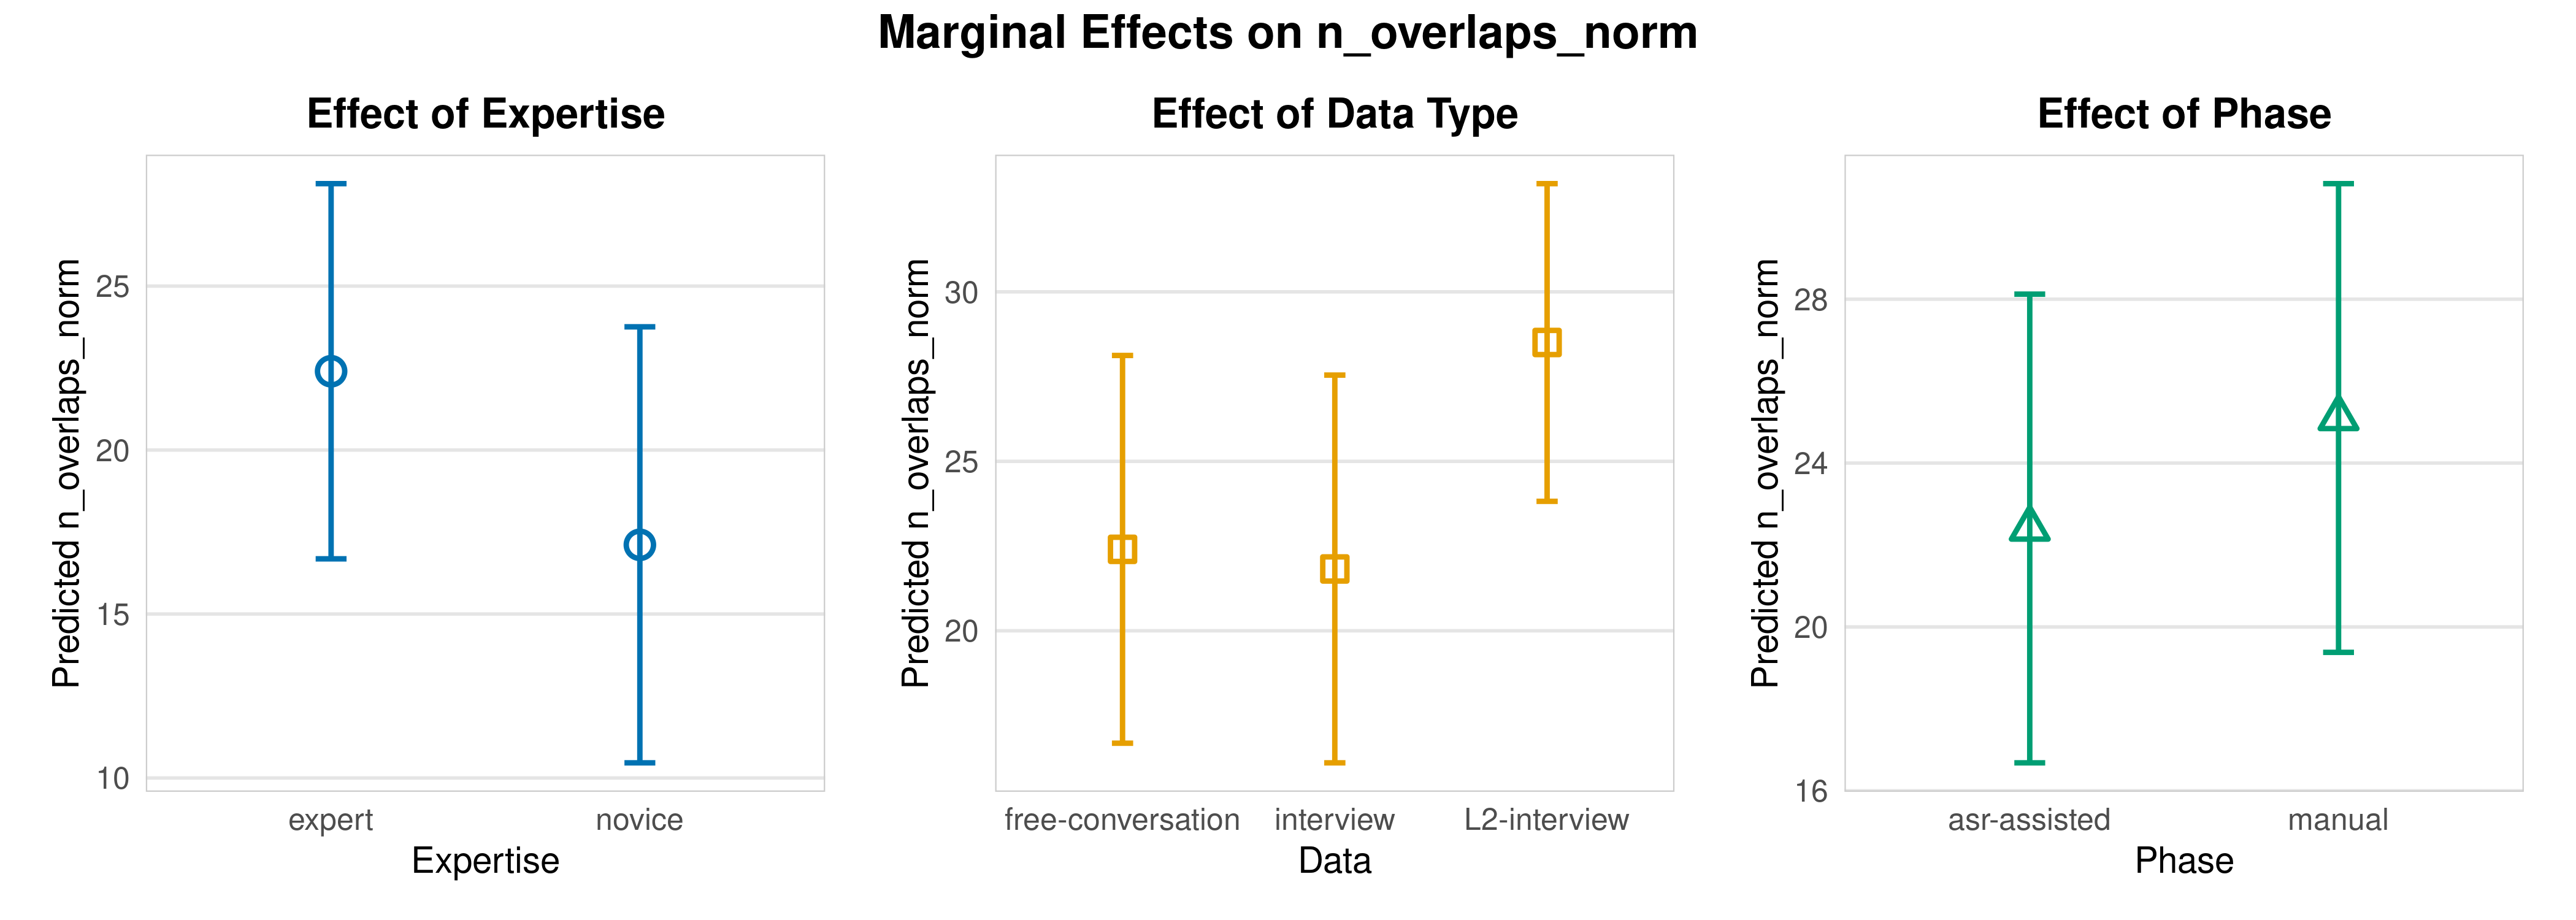 Marginal Effects on n_overlaps_norm
Effect of Expertise
Predicted n_overlaps_norm
25
20
15
10
expert novice
Expertise
Effect of Data Type
Predicted n_overlaps_norm
30
25
20
free-conversation interview L2-interview
Data
Effect of Phase
Predicted n_overlaps_norm
28
24
20
16
asr-assisted manual
Phase